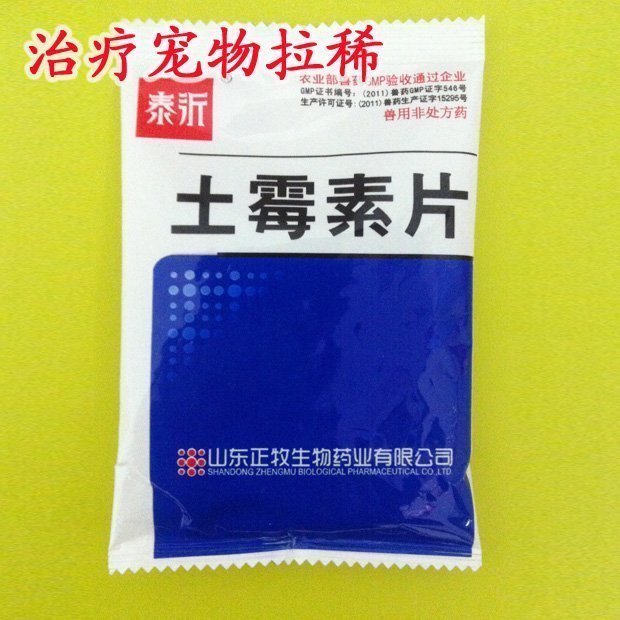 治疗宠物拉稀
泰沂
®
农业部兽药GMP验收通过企业
GMP证书编号：(2011)兽药GMP证字546号
生产许可证号：(2011)兽药生产证字15295号
兽用非处方药
土霉素片
山东正牧生物药业有限公司
SHANDONG ZHENGMU BIOLOGICAL PHARMACEUTICAL CO.,LTD.